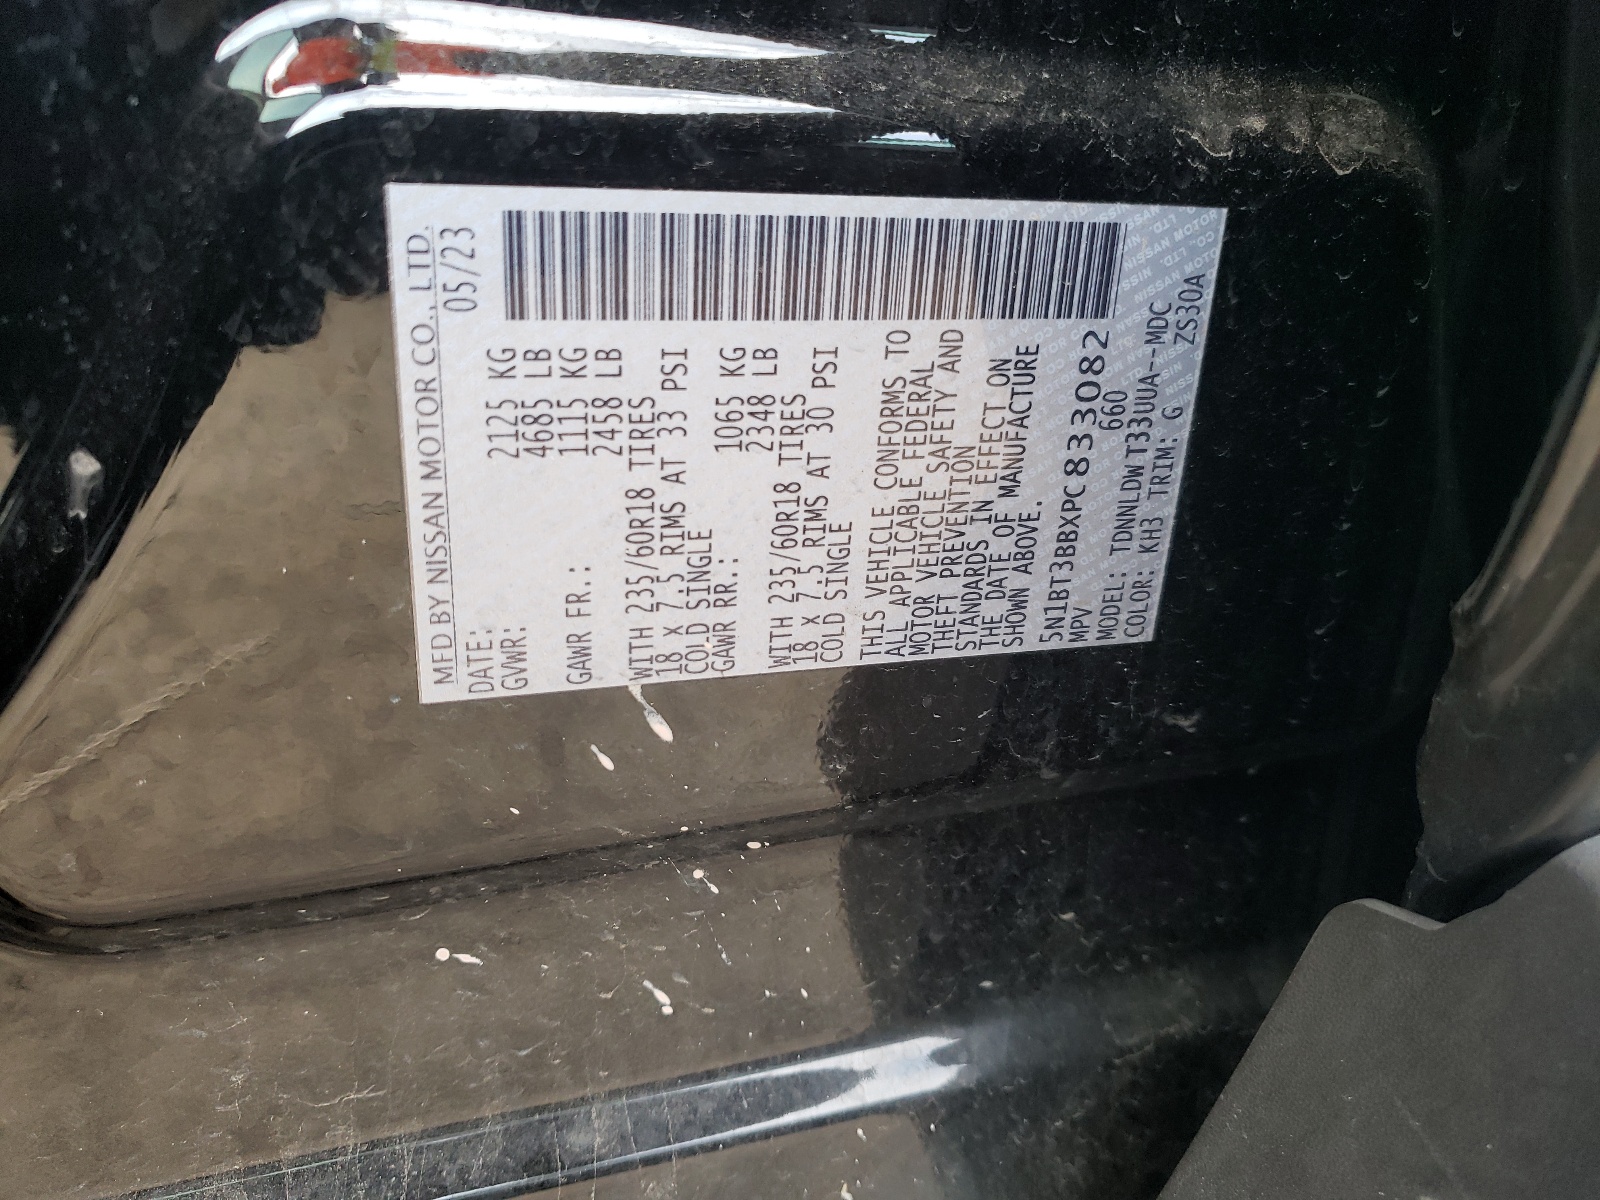 MFD BY NISSAN MOTOR CO., LTD.
DATE: 05/23
GVWR: 2125 KG
4685 LB
GAWR FR.: 1115 KG
2458 LB
WITH 235/60R18 TIRES
18 X 7.5 RIMS AT 33 PSI
COLD SINGLE
GAWR RR.: 1065 KG
2348 LB
WITH 235/60R18 TIRES
18 X 7.5 RIMS AT 30 PSI
COLD SINGLE
THIS VEHICLE CONFORMS TO
ALL APPLICABLE FEDERAL
MOTOR VEHICLE SAFETY AND
THEFT PREVENTION
STANDARDS IN EFFECT ON
THE DATE OF MANUFACTURE
SHOWN ABOVE.
5N1BT3BBXPC833082
MPV 660
MODEL: TDNNLDWT33UUA--MDC
COLOR: KH3 TRIM: G ZS30A